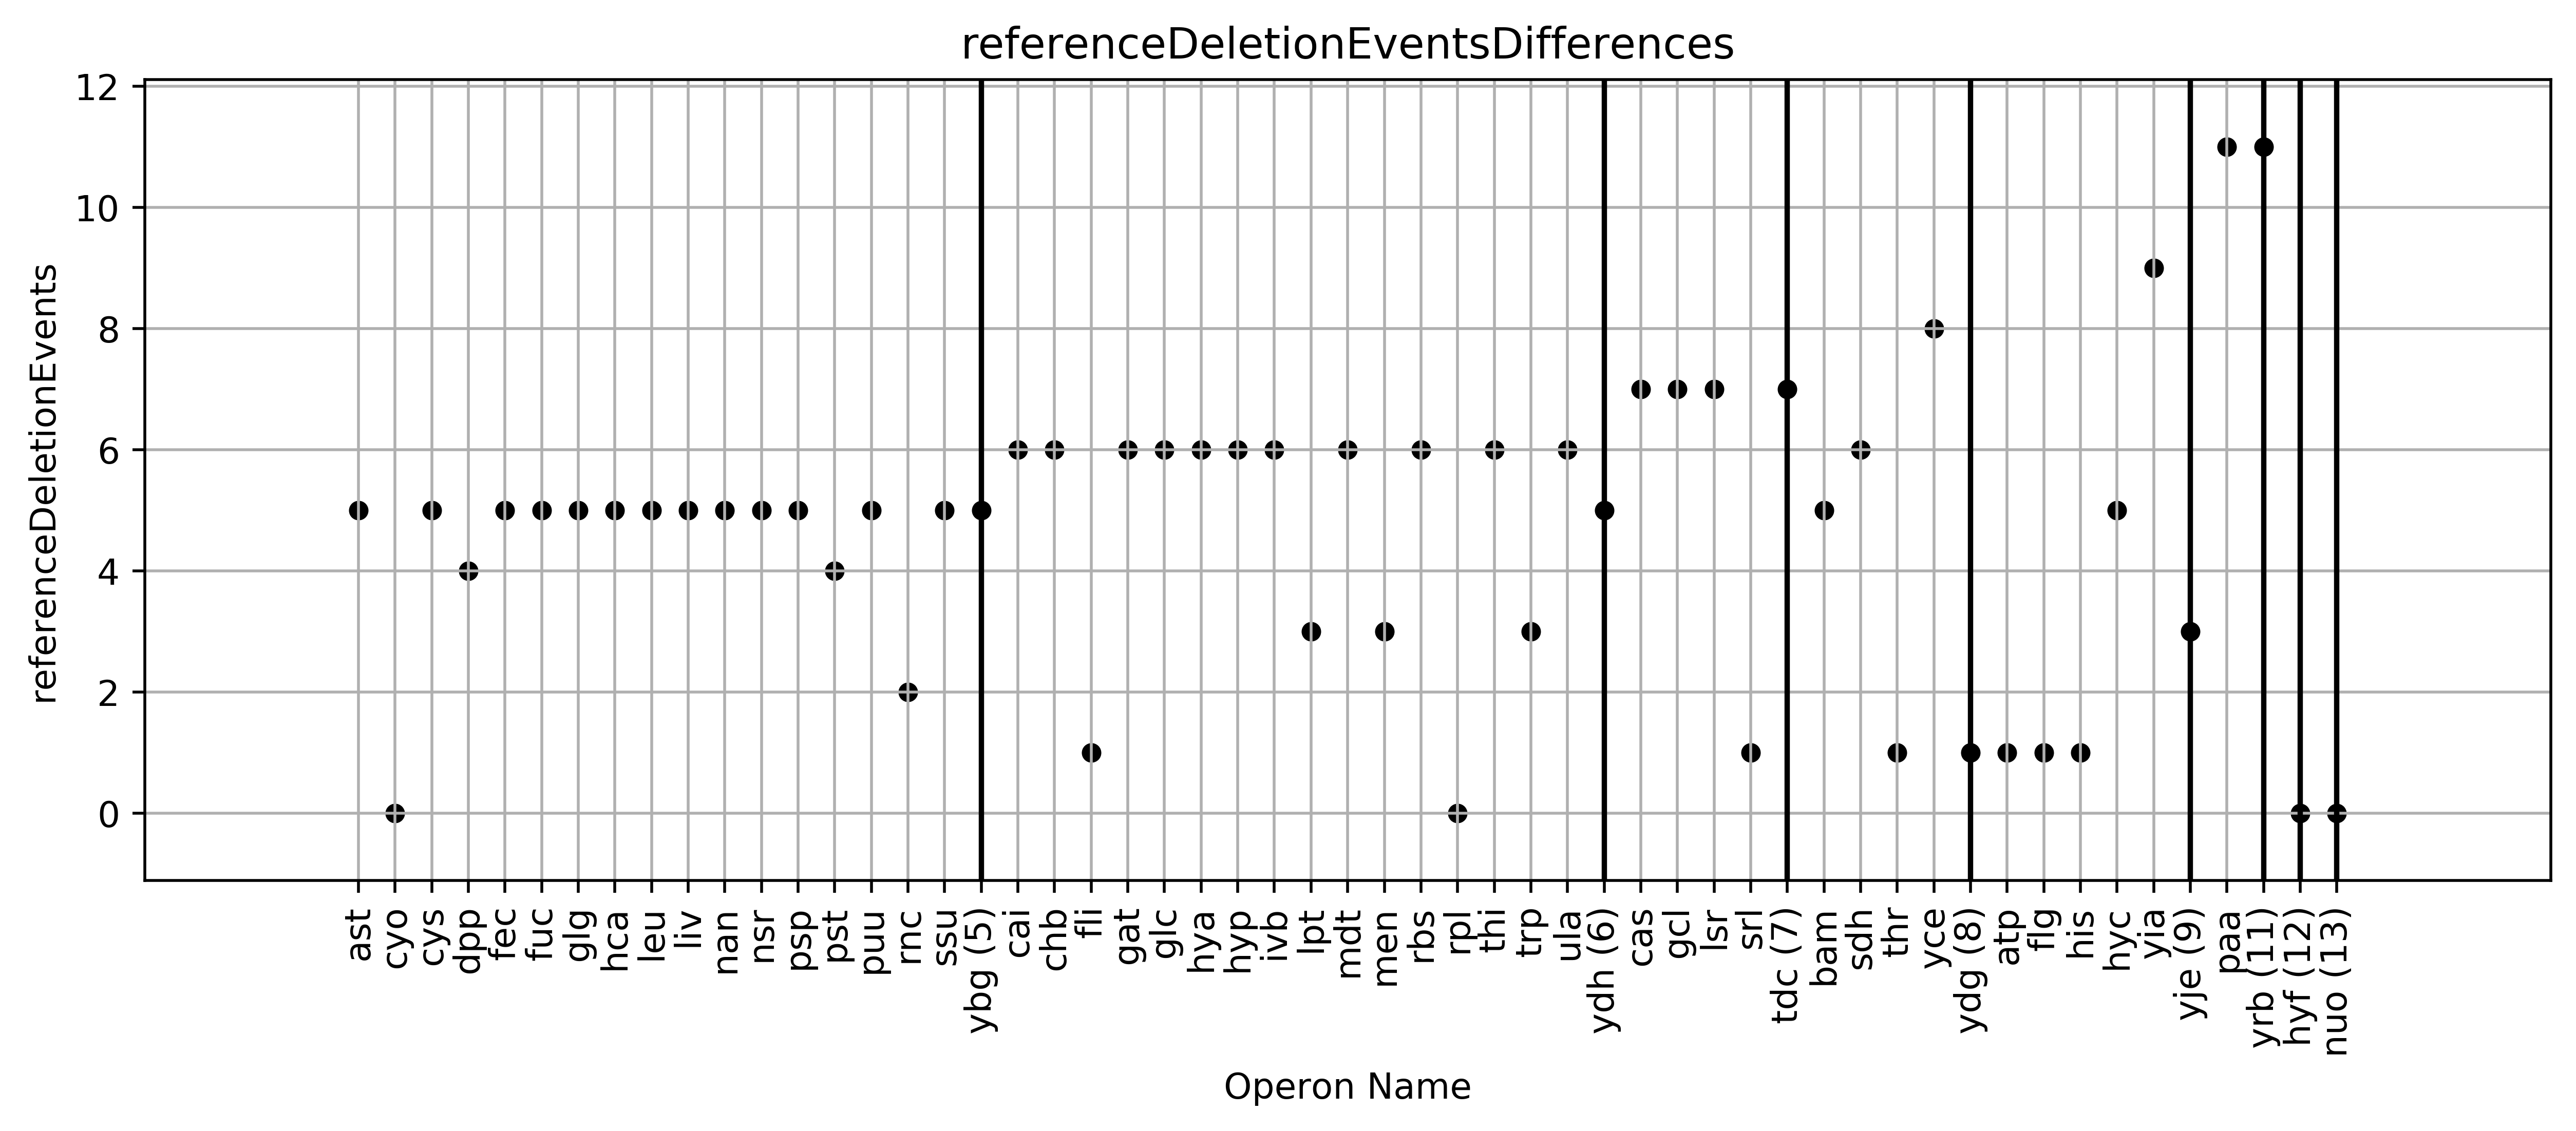 referenceDeletionEventsDifferences
12
10
8
6
4
2
0
referenceDeletionEvents
ast
cyo
cys
dpp
fec
fuc
glg
hca
leu
liv
nan
nsr
psp
pst
puu
rnc
ssu
ybg (5)
cai
chb
fli
gat
glc
hya
hyp
ivb
lpt
mdt
men
rbs
rpl
thi
trp
ula
ydh (6)
cas
gcl
lsr
srl
tdc (7)
bam
sdh
thr
yce
ydg (8)
atp
flg
his
hyc
yia
yje (9)
paa
yrb (11)
hyf (12)
nuo (13)
Operon Name